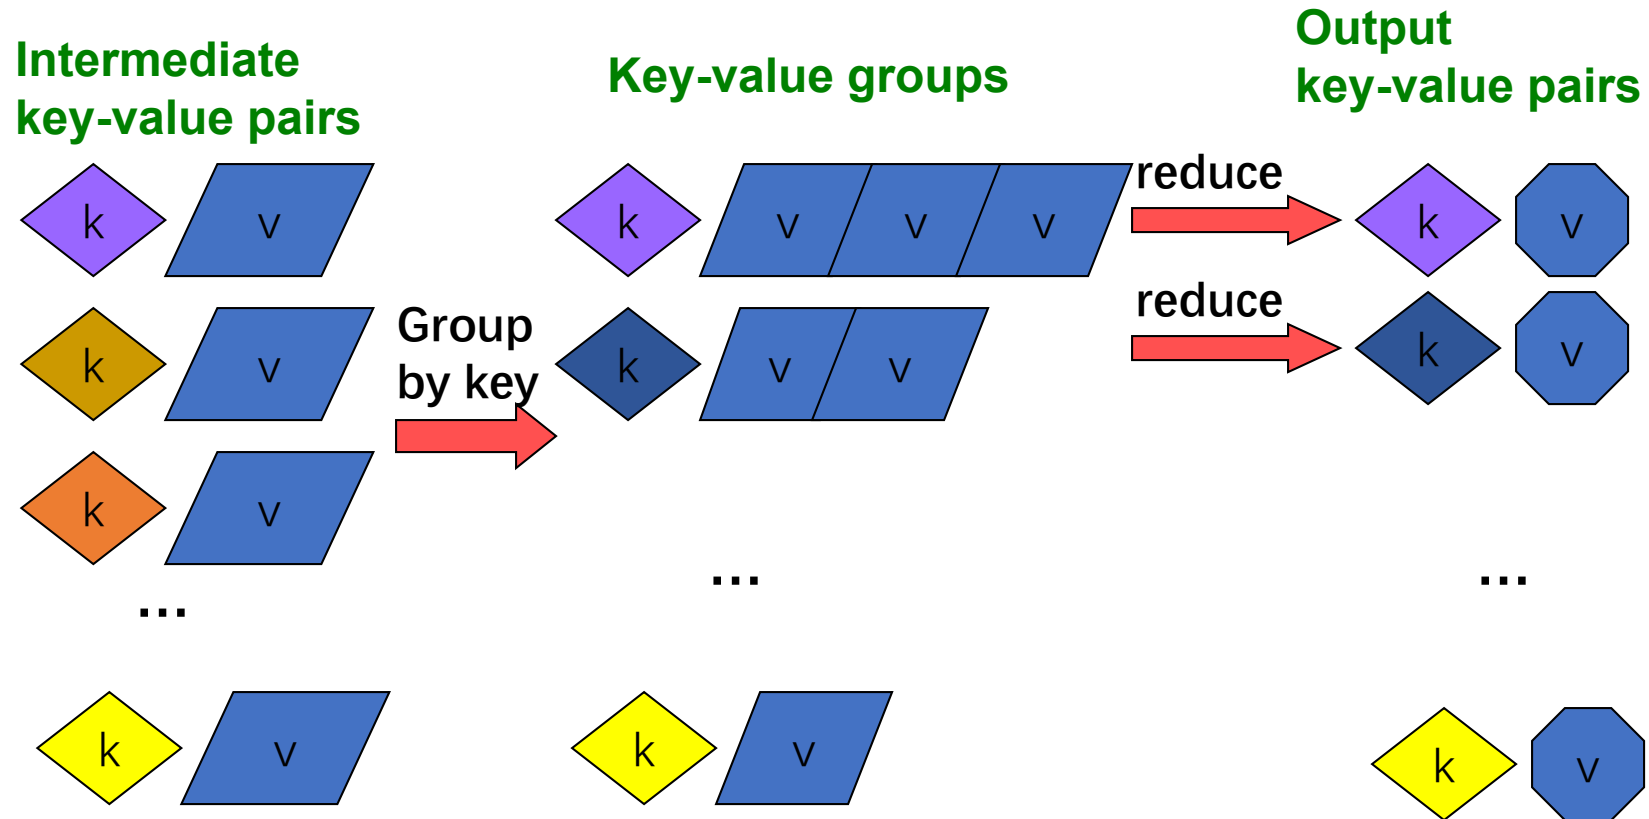 Intermediate
key-value pairs
Key-value groups
Output
key-value pairs
k v
k v v v
reduce
k v
k v
Group
by key
k v v
reduce
k v
k v
...
...
...
k v
k v
k v